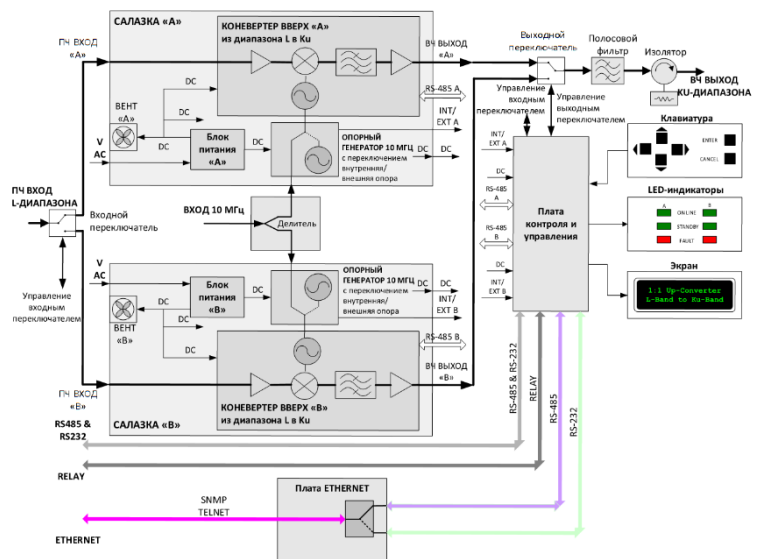 САЛАЗКА «А»
КОНЕВЕРТЕР ВВЕРХ «А»
из диапазона L в Ku
ПЧ ВХОД
«А»
ВЧ ВЫХОД
«А»
DC
RS-485 A
ВЕНТ
«А»
DC
DC
V
AC
Блок
питания «А»
DC
ОПОРНЫЙ
ГЕНЕРАТОР 10 МГЦ
с переключением
внутренняя/
внешняя опора
INT/
EXT A
DC
DC
Выходной
переключатель
Полосовой
фильтр
Изолятор
ВЧ ВЫХОД
KU-ДИАПАЗОНА
Управление
входным
переключателем
Управление
выходным
переключателем
ПЧ ВХОД
L-ДИАПАЗОНА
Входной
переключатель
Управление
входным
переключателем
ВХОД 10 МГц
Делитель
INT/
EXT A
DC
RS-485
A
RS-485
B
DC
INT/
EXT B
Плата
контроля и
управления
Клавиатура
ENTER
CANCEL
LED-индикаторы
A
B
ON LINE
STANDBY
FAULT
Экран
1:1 Up-Converter
L-Band to Ku-Band
V
AC
Блок
питания
«В»
DC
ОПОРНЫЙ
ГЕНЕРАТОР 10 МГЦ
с переключением
внутренняя/
внешняя опора
DC
DC
INT/
EXT B
ВЕНТ
«В»
DC
DC
DC
RS-485 B
ПЧ ВХОД
«В»
ВЧ ВЫХОД
«В»
КОНЕВЕРТЕР ВВЕРХ «В»
из диапазона L в Ku
САЛАЗКА «В»
RS485 &
RS232
RS-485 & RS-232
RELAY
RS-485
RS-232
RELAY
Плата ETHERNET
SNMP
TELNET
ETHERNET